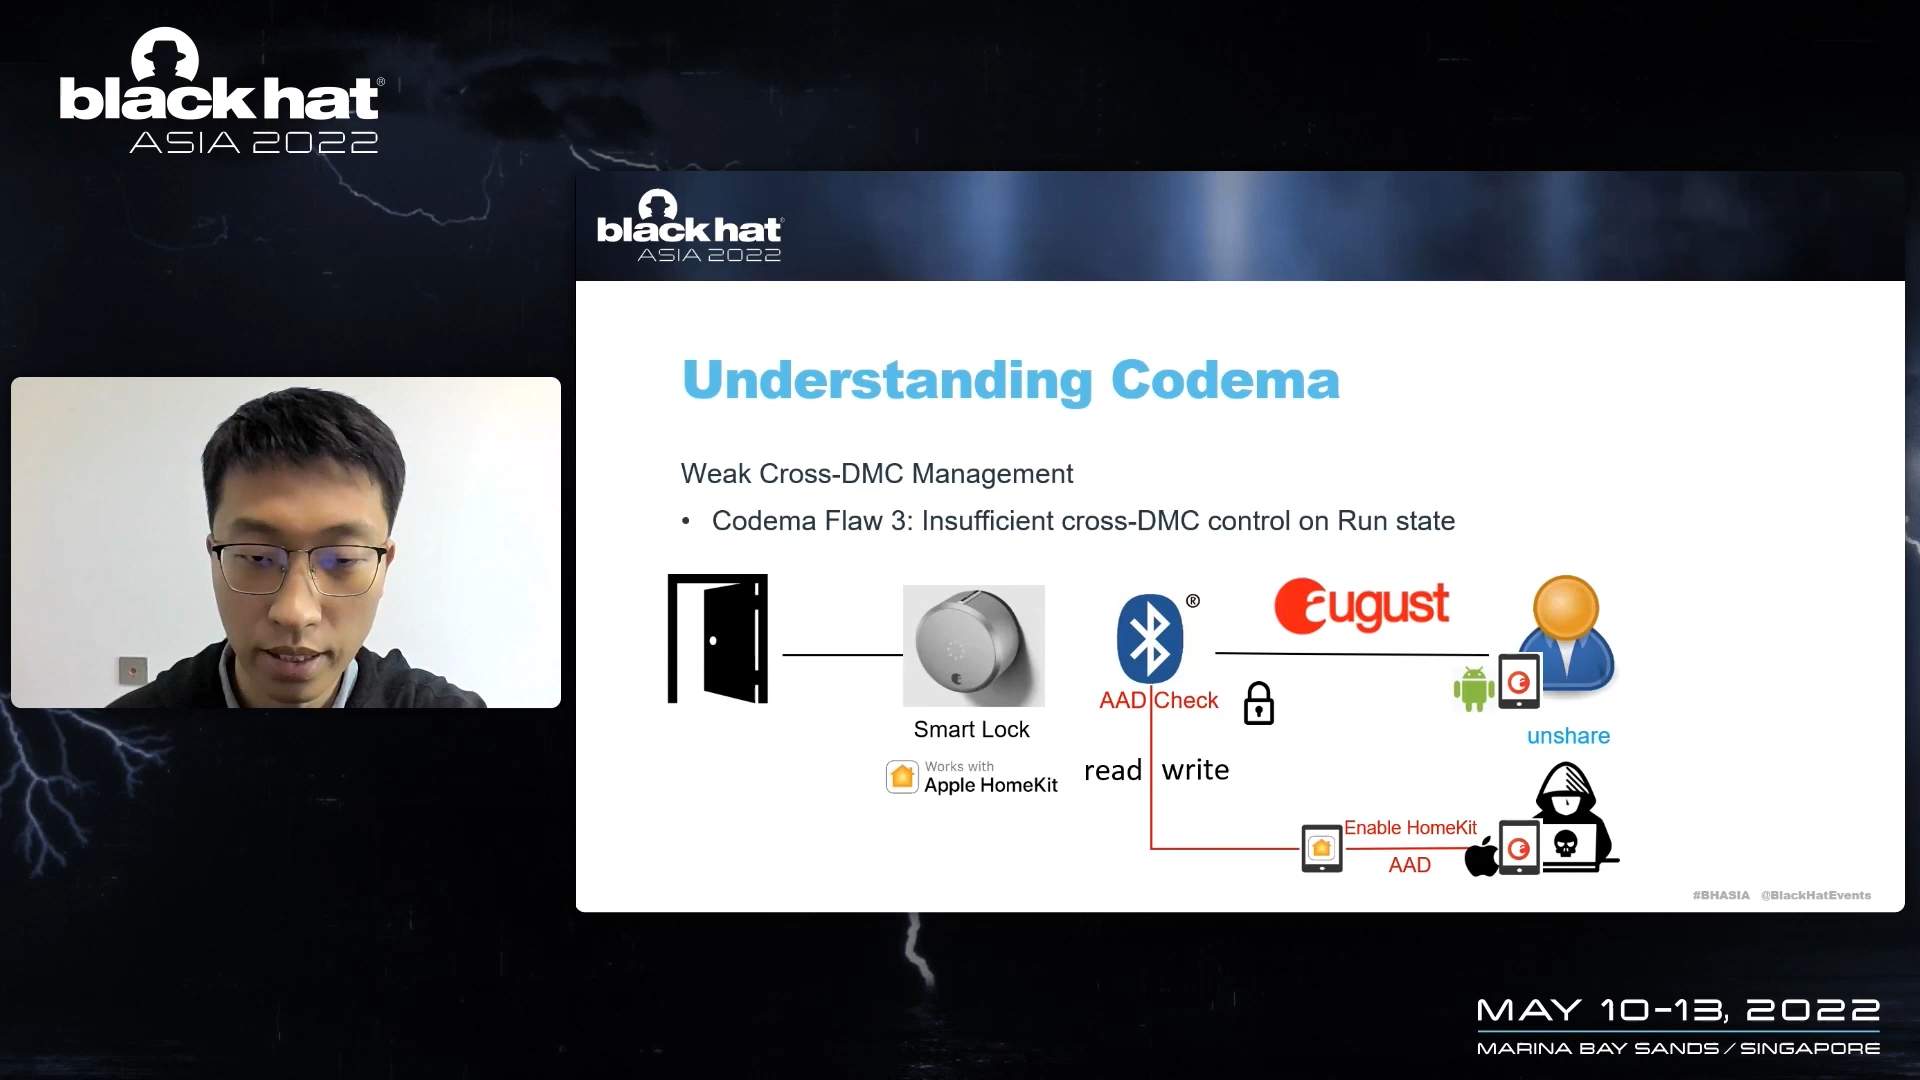 black hat®
ASIA 2022
black hat®
ASIA 2022
Understanding Codema
Weak Cross-DMC Management
• Codema Flaw 3: Insufficient cross-DMC control on Run state
®
august
AAD Check
Smart Lock
unshare
Works with
Apple HomeKit
read write
Enable HomeKit
AAD
#BHASIA @BlackHatEvents
MAY 10-13, 2022
MARINA BAY SANDS / SINGAPORE